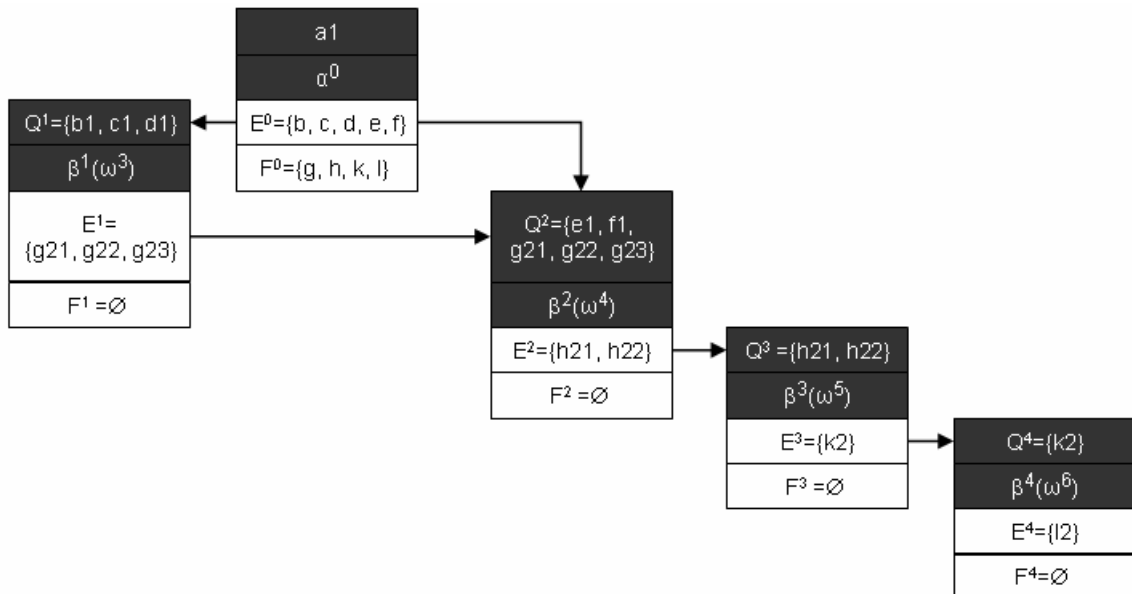 a1
α⁰
E⁰={b, c, d, e, f}
F⁰={g, h, k, l}
Q¹={b1, c1, d1}
β¹(ω³)
E¹=
{g21, g22, g23}
F¹ =∅
Q²={e1, f1,
g21, g22, g23}
β²(ω⁴)
E²={h21, h22}
F² =∅
Q³ ={h21, h22}
β³(ω⁵)
E³={k2}
F³ =∅
Q⁴={k2}
β⁴(ω⁶)
E⁴={l2}
F⁴=∅